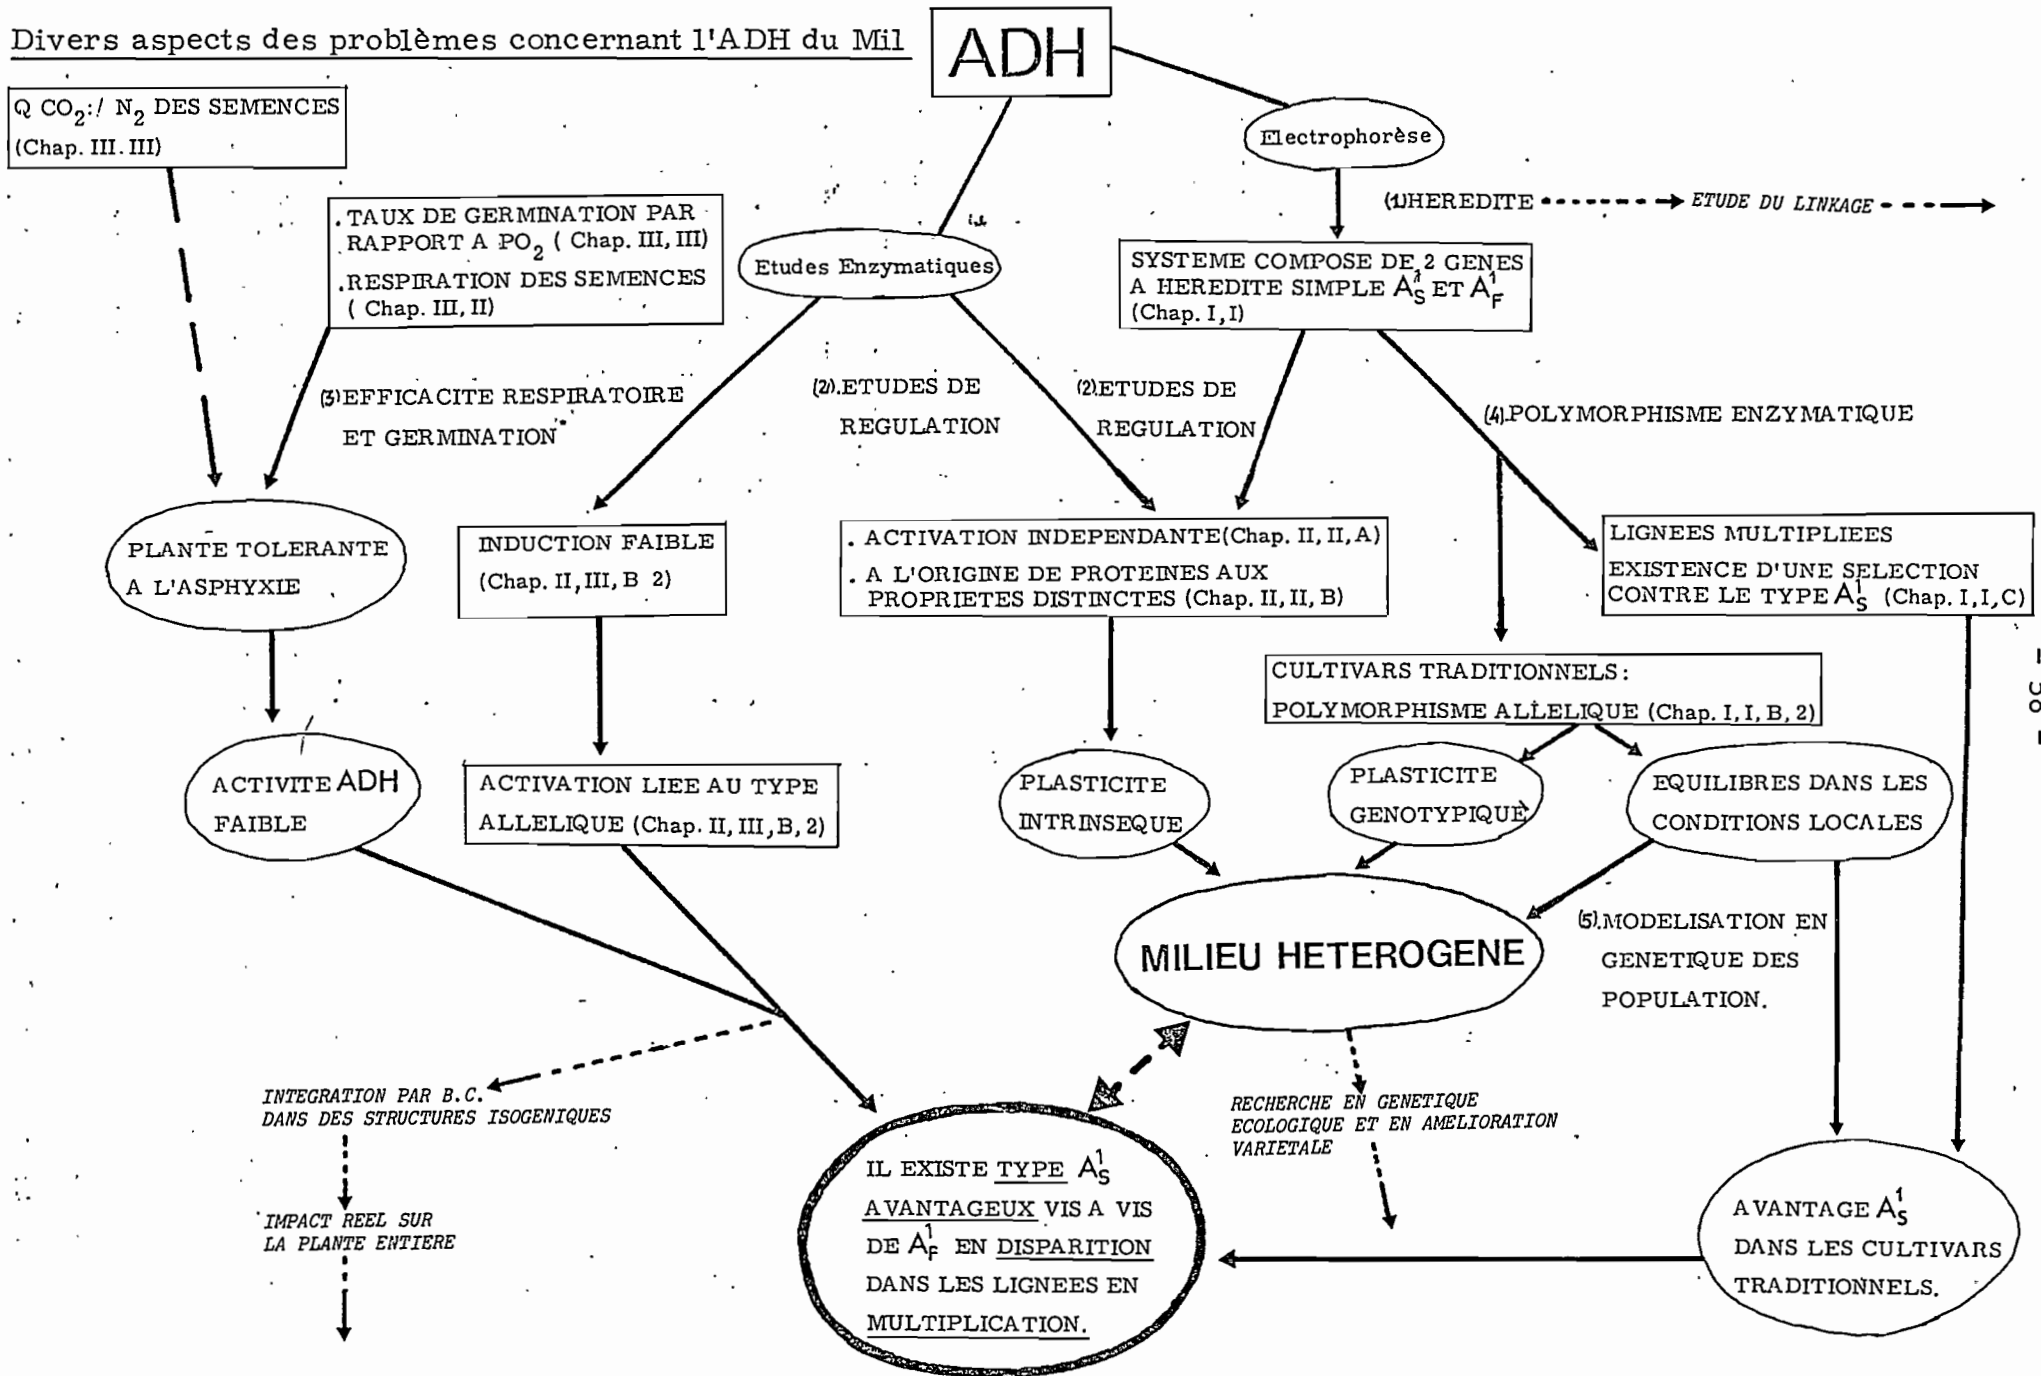 Divers aspects des problèmes concernant l'ADH du Mil
ADH
Q CO₂:/ N₂ DES SEMENCES
(Chap. III.III)
Electrophorèse
. TAUX DE GERMINATION PAR
RAPPORT A PO₂ ( Chap. III, III)
.RESPIRATION DES SEMENCES
( Chap. III, II)
Etudes Enzymatiques
(1)HEREDITE
ETUDE DU LINKAGE
SYSTEME COMPOSE DE 2 GENES
A HEREDITE SIMPLE A¹S ET A¹F
(Chap. I, I)
(3)EFFICACITE RESPIRATOIRE
ET GERMINATION
(2).ETUDES DE
REGULATION
(2).ETUDES DE
REGULATION
(4).POLYMORPHISME ENZYMATIQUE
PLANTE TOLERANTE
A L'ASPHYXIE
INDUCTION FAIBLE
(Chap. II, III, B 2)
. ACTIVATION INDEPENDANTE(Chap. II, II, A)
. A L'ORIGINE DE PROTEINES AUX
PROPRIETES DISTINCTES (Chap. II, II, B)
LIGNEES MULTIPLIEES
EXISTENCE D'UNE SELECTION
CONTRE LE TYPE A¹S (Chap. I, I, C)
CULTIVARS TRADITIONNELS :
POLYMORPHISME ALLELIQUE (Chap. I, I, B, 2)
ACTIVITE ADH
FAIBLE
ACTIVATION LIEE AU TYPE
ALLELIQUE (Chap. II, III, B, 2)
PLASTICITE
INTRINSEQUE
PLASTICITE
GENOTYPIQUE
EQUILIBRES DANS LES
CONDITIONS LOCALES
MILIEU HETEROGENE
(5).MODELISATION EN
GENETIQUE DES
POPULATION.
INTEGRATION PAR B.C.
DANS DES STRUCTURES ISOGENIQUES
IMPACT REEL SUR
LA PLANTE ENTIERE
RECHERCHE EN GENETIQUE
ECOLOGIQUE ET EN AMELIORATION
VARIETALE
IL EXISTE TYPE A¹S
AVANTAGEUX VIS A VIS
DE A¹F EN DISPARITION
DANS LES LIGNEES EN
MULTIPLICATION.
AVANTAGE A¹S
DANS LES CULTIVARS
TRADITIONNELS.